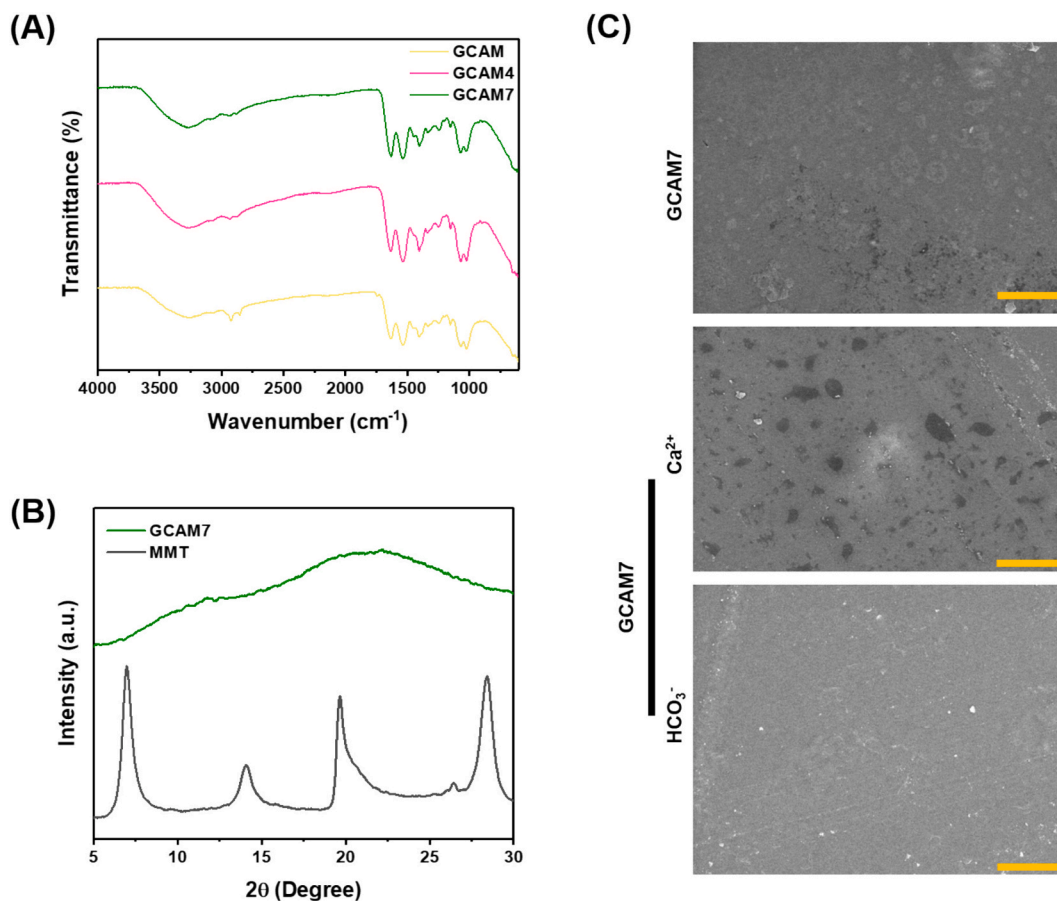 (A)
GCAM
GCAM4
GCAM7
Transmittance (%)
4000 3500 3000 2500 2000 1500 1000
Wavenumber (cm⁻¹)
(B)
GCAM7
MMT
Intensity (a.u.)
5 10 15 20 25 30
2θ (Degree)
(C)
GCAM7
Ca²⁺
GCAM7
HCO₃⁻